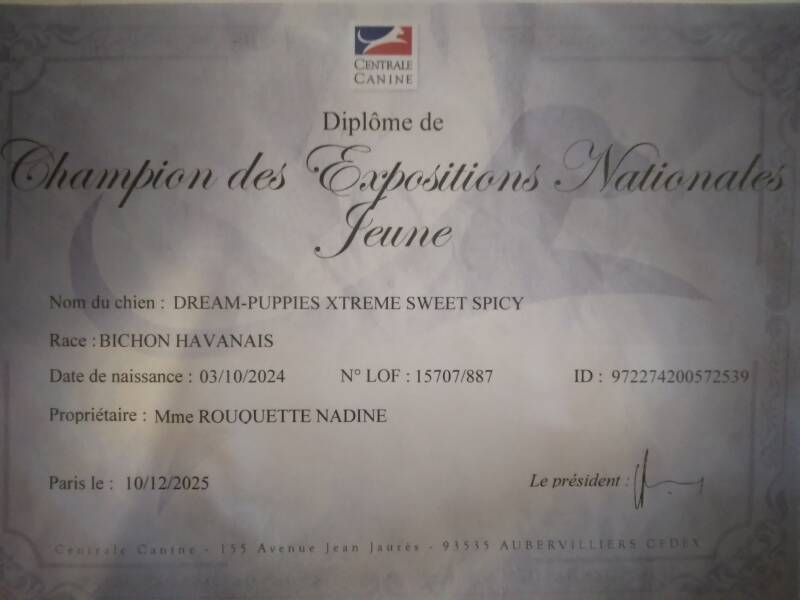 CENTRALE
CANINE
Diplôme de
Champion des Expositions Nationales
Jeune
Nom du chien : DREAM-PUPPIES XTREME SWEET SPICY
Race : BICHON HAVANAIS
Date de naissance : 03/10/2024 N° LOF : 15707/887 ID : 972274200572539
Propriétaire : Mme ROUQUETTE NADINE
Paris le : 10/12/2025 Le président :
Centrale Canine - 155 Avenue Jean Jaurès - 93535 AUBERVILLIERS CEDEX